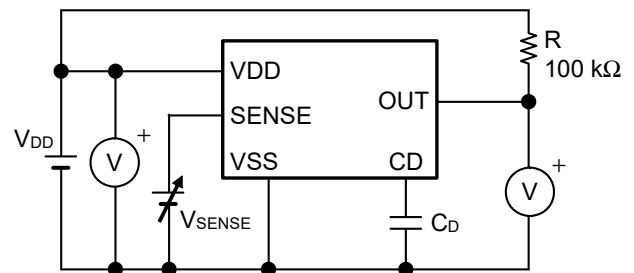 R
100 kΩ
VDD
OUT
SENSE
VSS
CD
VDD
+
V
VSENSE
CD
+
V